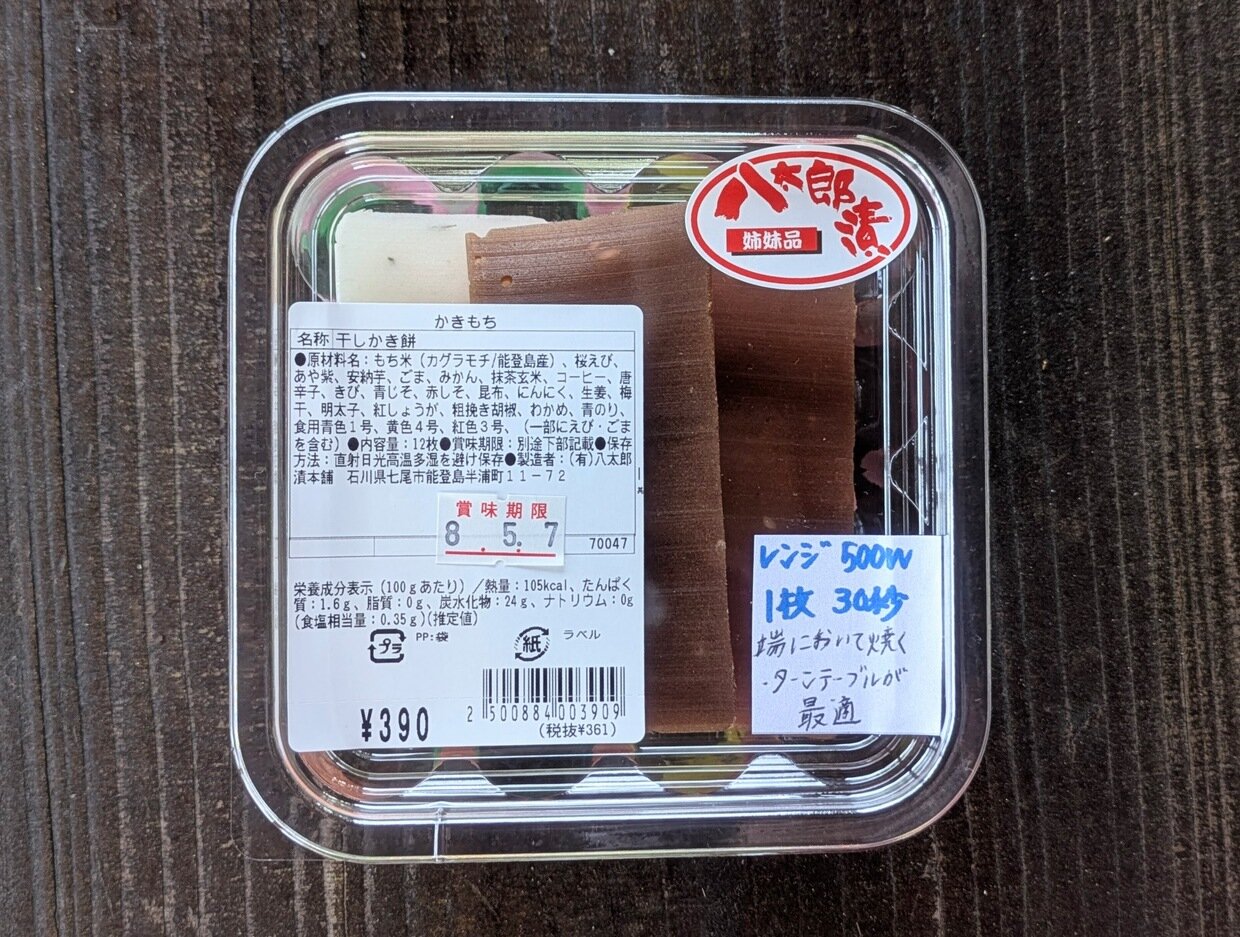 八太郎漬
姉妹品
かきもち
名称 干しかき餅
●原材料名：もち米（カグラモチ/能登島産）、桜えび、
あや紫、安納芋、ごま、みかん、抹茶玄米、コーヒー、唐
辛子、きび、青じそ、赤しそ、昆布、にんにく、生姜、梅
干、明太子、紅しょうが、粗挽き胡椒、わかめ、青のり、
食用青色１号、黄色４号、紅色３号、（一部にえび・ごま
を含む）●内容量：12枚●賞味期限：別途下部記載●保存
方法：直射日光高温多湿を避け保存●製造者：(有)八太郎
漬本舗　石川県七尾市能登島半浦町１１－７２
賞味期限
8.5.7
70047
栄養成分表示（100ｇあたり）／熱量：105kcal、たんぱく
質：1.6ｇ、脂質：0ｇ、炭水化物：24ｇ、ナトリウム：0g
(食塩相当量：0.35ｇ)(推定値)
プラ PP:袋 紙 ラベル
¥390
2 500884 003909
(税抜¥361)
レンジ 500W
1枚 30秒
端において焼く
・ターンテーブルが
最適